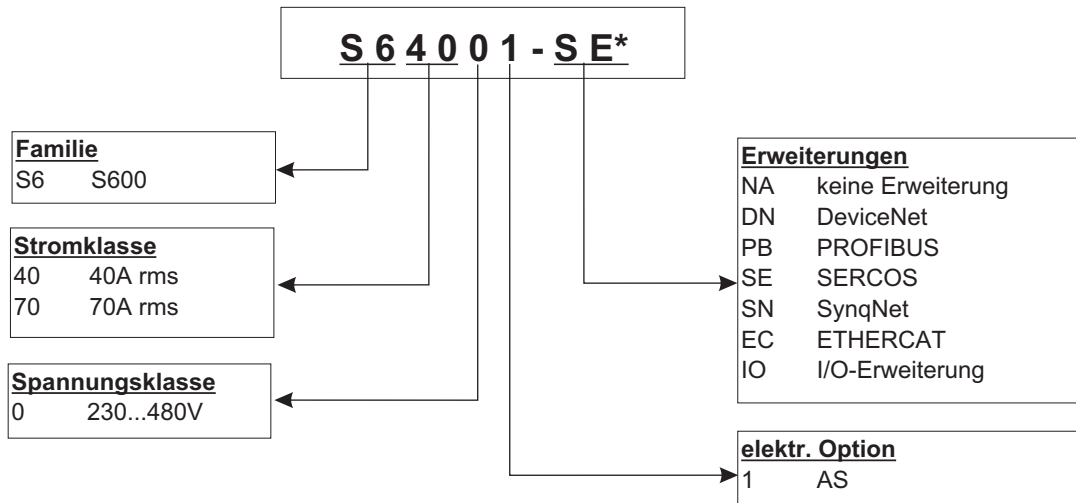 S 6 4 0 0 1 - S E*
Familie
S6 S600
Stromklasse
40 40A rms
70 70A rms
Spannungsklasse
0 230...480V
Erweiterungen
NA keine Erweiterung
DN DeviceNet
PB PROFIBUS
SE SERCOS
SN SynqNet
EC ETHERCAT
IO I/O-Erweiterung
elektr. Option
1 AS